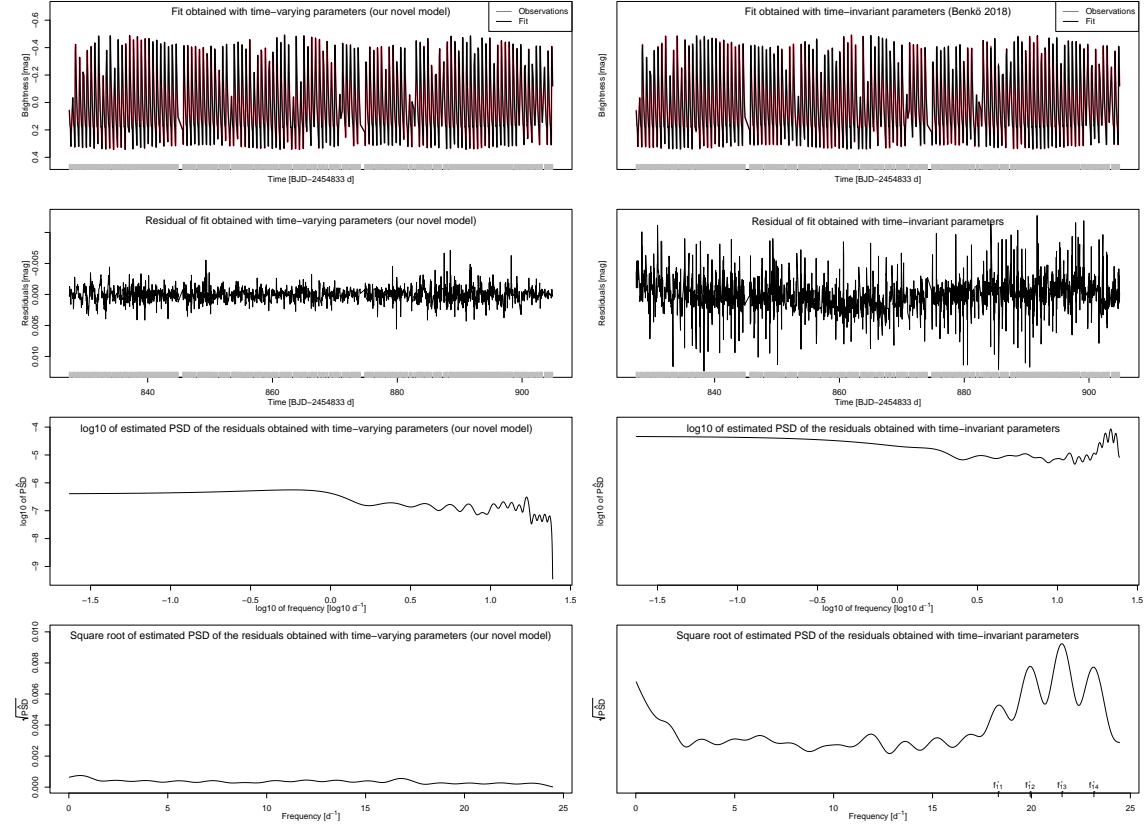 Fit obtained with time−varying parameters (our novel model)
Observations
Fit
Brightness [mag]
−0.6
−0.4
−0.2
0.0
0.2
0.4
Time [BJD−2454833 d]
Fit obtained with time−invariant parameters (Benkö 2018)
Observations
Fit
Brightness [mag]
Time [BJD−2454833 d]
Residual of fit obtained with time−varying parameters (our novel model)
Residuals [mag]
−0.005
0.000
0.005
0.010
840 860 880 900
Time [BJD−2454833 d]
Residual of fit obtained with time−invariant parameters
Residuals [mag]
840 860 880 900
Time [BJD−2454833 d]
log10 of estimated PSD of the residuals obtained with time−varying parameters (our novel model)
log10 of PSD̂
−4
−5
−6
−7
−8
−9
−1.5 −1.0 −0.5 0.0 0.5 1.0 1.5
log10 of frequency [log10 d⁻¹]
log10 of estimated PSD of the residuals obtained with time−invariant parameters
log10 of PSD̂
−1.5 −1.0 −0.5 0.0 0.5 1.0 1.5
log10 of frequency [log10 d⁻¹]
Square root of estimated PSD of the residuals obtained with time−varying parameters (our novel model)
√PSD̂
0.010
0.008
0.006
0.004
0.002
0.000
0 5 10 15 20 25
Frequency [d⁻¹]
Square root of estimated PSD of the residuals obtained with time−invariant parameters
√PSD̂
f₁₁ f₁₂ f₁₃ f₁₄
0 5 10 15 20 25
Frequency [d⁻¹]